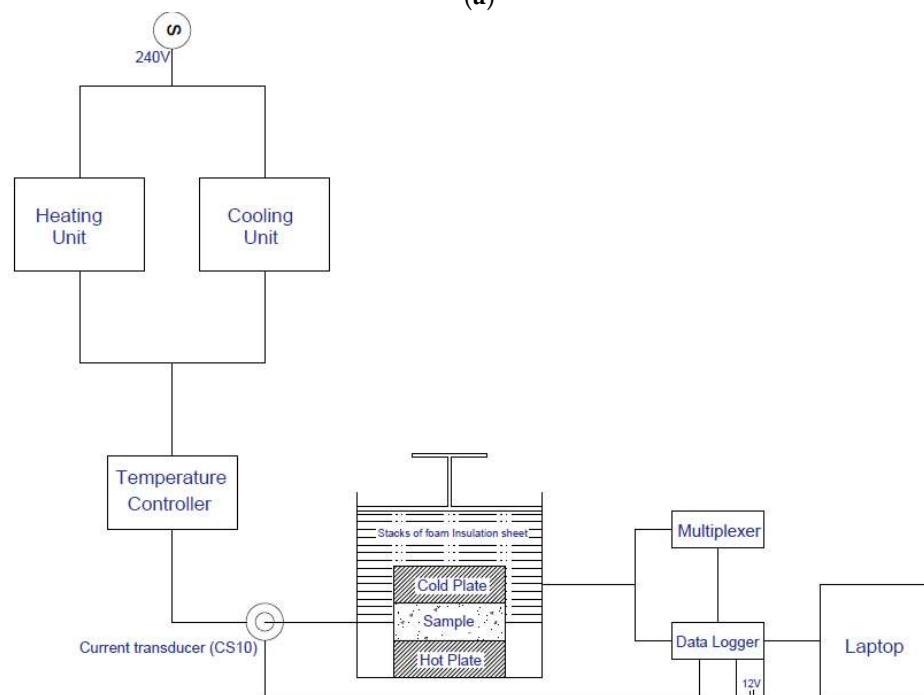 (a)
S
240V
Heating
Unit
Cooling
Unit
Temperature
Controller
Stacks of foam Insulation sheet
Multiplexer
Cold Plate
Sample
Current transducer (CS10)
Data Logger
Laptop
Hot Plate
12V